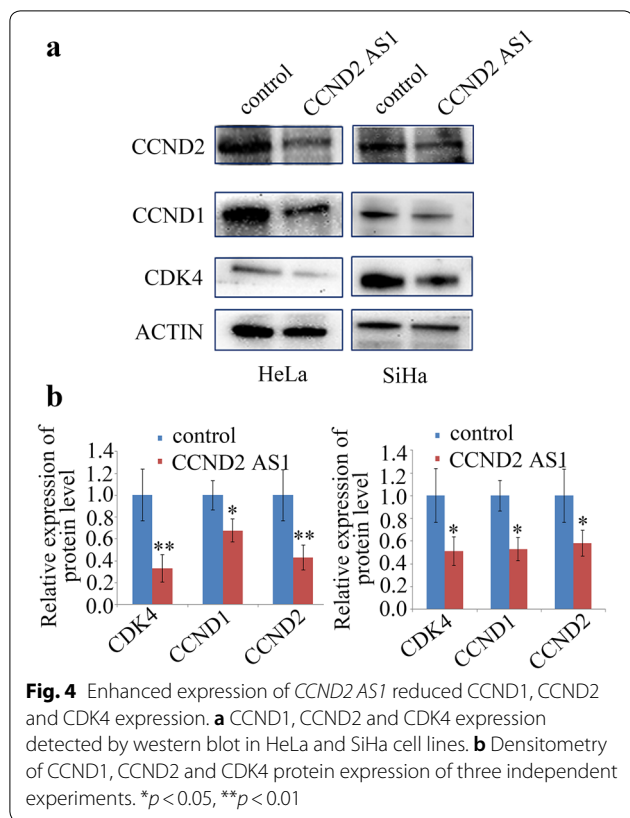 a
control CCND2 AS1 control CCND2 AS1
CCND2
CCND1
CDK4
ACTIN
HeLa SiHa
b
Relative expression of
protein level
1.4
1.2
1.0
0.8
0.6
0.4
0.2
0.0
control
CCND2 AS1
** * **
CDK4 CCND1 CCND2
Relative expression of
protein level
1.4
1.2
1.0
0.8
0.6
0.4
0.2
0.0
control
CCND2 AS1
* * *
CDK4 CCND1 CCND2
Fig. 4 Enhanced expression of CCND2 AS1 reduced CCND1, CCND2
and CDK4 expression. a CCND1, CCND2 and CDK4 expression
detected by western blot in HeLa and SiHa cell lines. b Densitometry
of CCND1, CCND2 and CDK4 protein expression of three independent
experiments. *p < 0.05, **p < 0.01